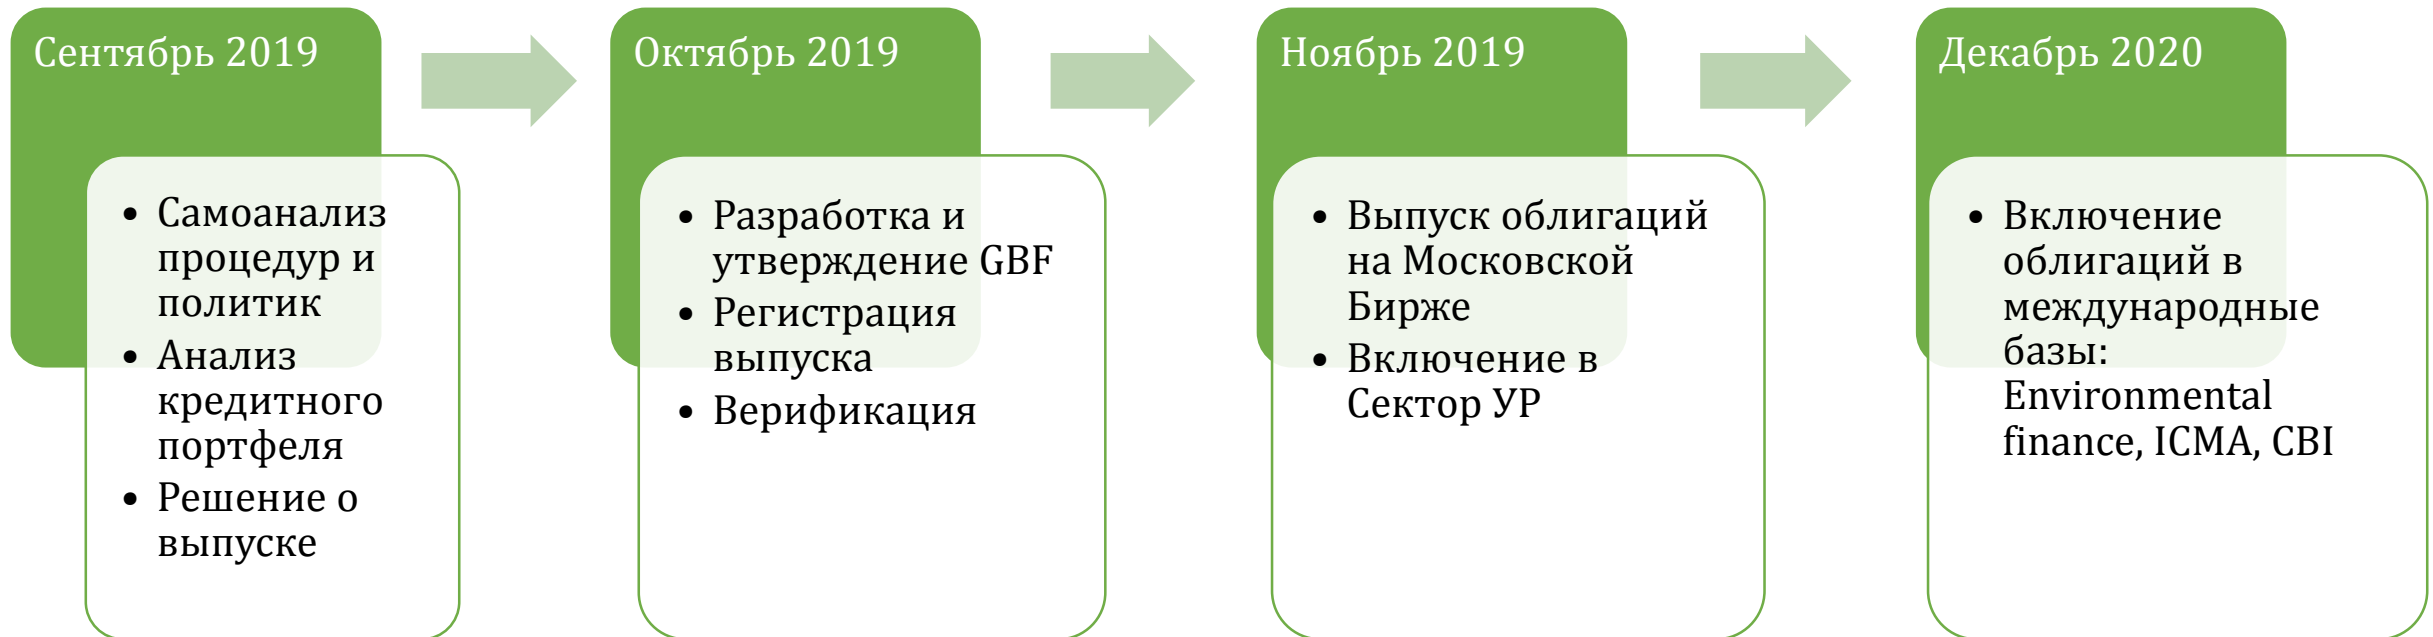 Сентябрь 2019
• Самоанализ
процедур и
политик
• Анализ
кредитного
портфеля
• Решение о
выпуске
Октябрь 2019
• Разработка и
утверждение GBF
• Регистрация
выпуска
• Верификация
Ноябрь 2019
• Выпуск облигаций
на Московской
Бирже
• Включение в
Сектор УР
Декабрь 2020
• Включение
облигаций в
международные
базы:
Environmental
finance, ICMA, CBI